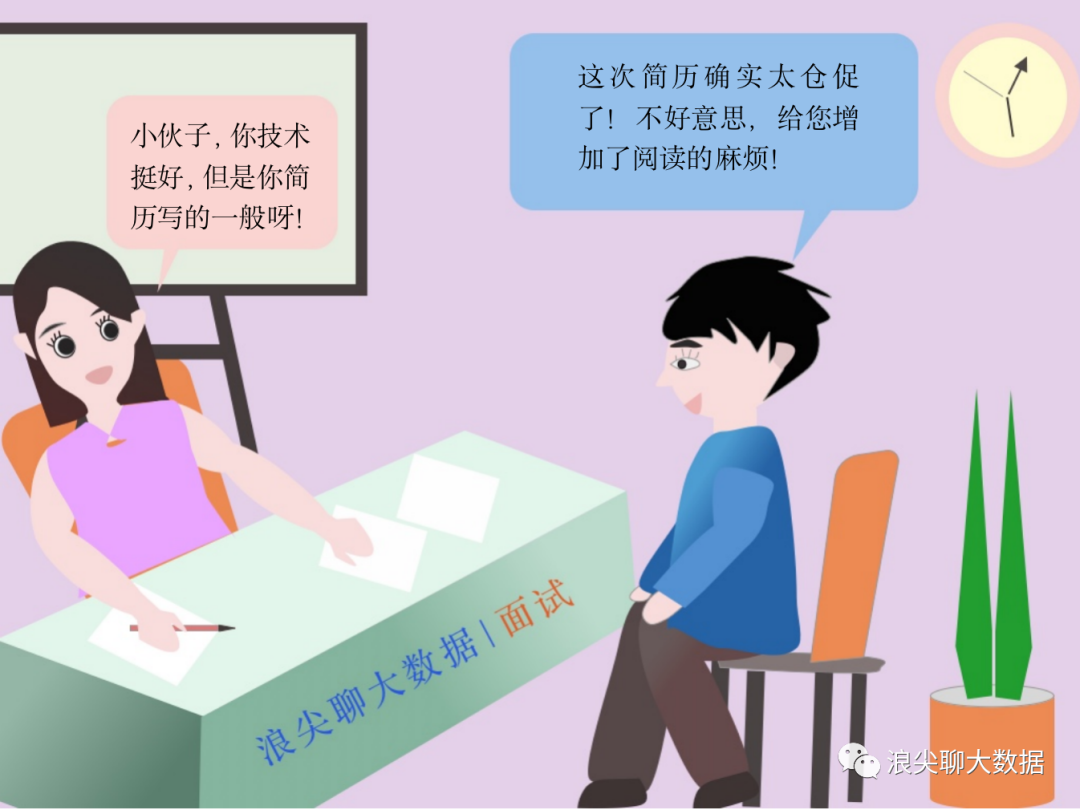 小伙子,你技术
挺好,但是你简
历写的一般呀!
这次简历确实太仓促
了! 不好意思, 给您增
加了阅读的麻烦!
浪尖聊大数据|面试
浪尖聊大数据